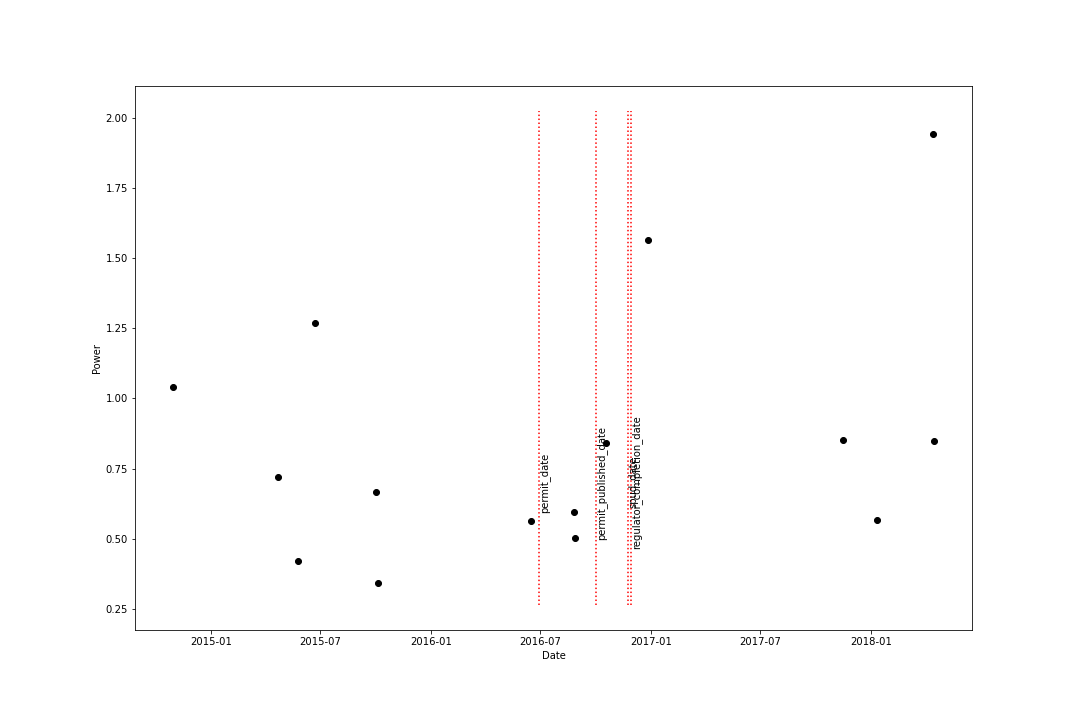 2.00
1.75
1.50
1.25
1.00
0.75
0.50
0.25
Power
permit_date
permit_published_date
spud_date
regulator_completion_date
2015-01
2015-07
2016-01
2016-07
2017-01
2017-07
2018-01
Date